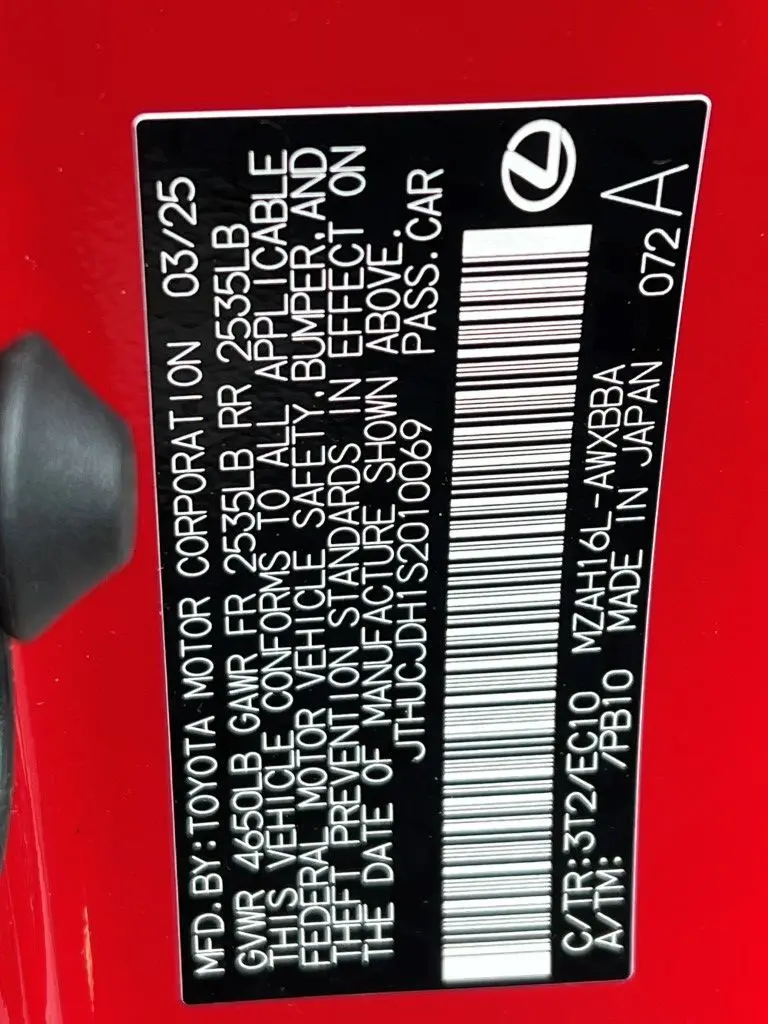 MFD.BY:TOYOTA MOTOR CORPORATION 03/25
GVWR 4650LB GAWR FR 2535LB RR 2535LB
THIS VEHICLE CONFORMS TO ALL APPLICABLE
FEDERAL MOTOR VEHICLE SAFETY,BUMPER,AND
THEFT PREVENTION STANDARDS IN EFFECT ON
THE DATE OF MANUFACTURE SHOWN ABOVE.
JTHUCJDH1S2010069 PASS.CAR
C/TR:3T2/EC10 MZAH16L-AWXBBA 072 A
A/TM: /PB10 MADE IN JAPAN